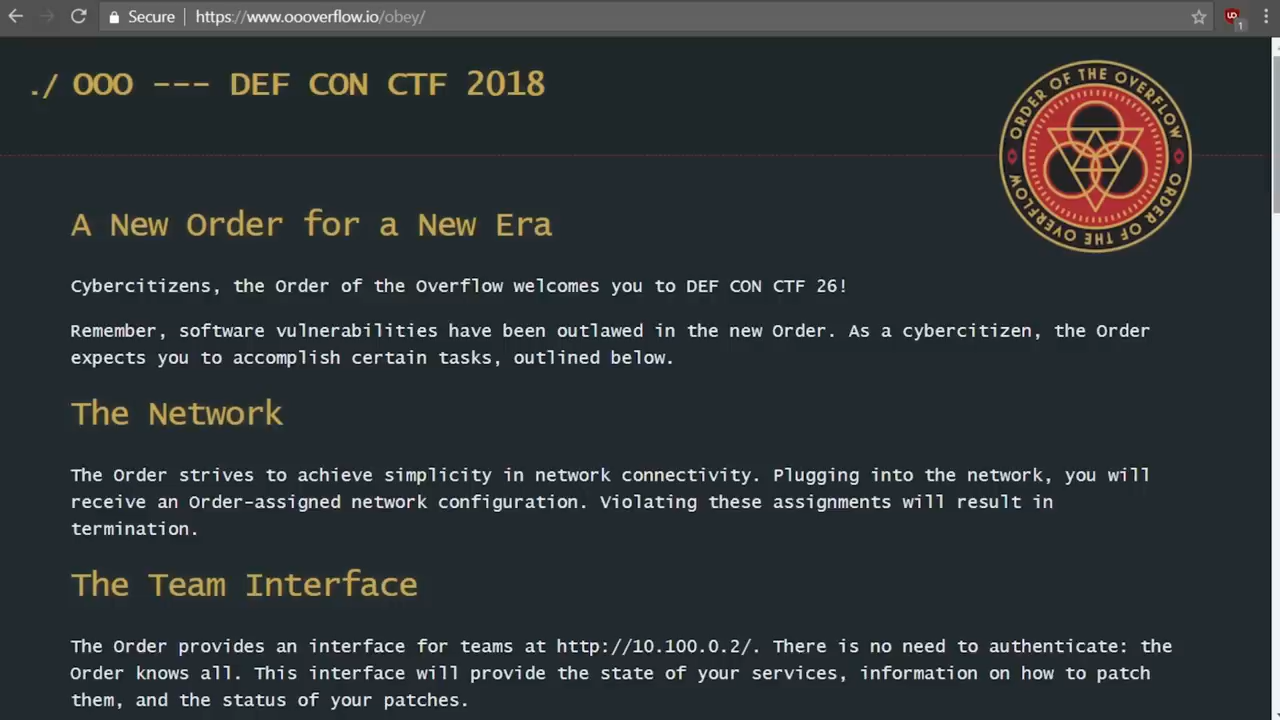 Secure
https://www.oooverflow.io/obey/
1
./ OOO --- DEF CON CTF 2018
ORDER OF THE OVERFLOW
ORDER OF THE OVERFLOW
A New Order for a New Era
Cybercitizens, the Order of the Overflow welcomes you to DEF CON CTF 26!
Remember, software vulnerabilities have been outlawed in the new Order. As a cybercitizen, the Order
expects you to accomplish certain tasks, outlined below.
The Network
The Order strives to achieve simplicity in network connectivity. Plugging into the network, you will
receive an Order-assigned network configuration. Violating these assignments will result in
termination.
The Team Interface
The Order provides an interface for teams at http://10.100.0.2/. There is no need to authenticate: the
Order knows all. This interface will provide the state of your services, information on how to patch
them, and the status of your patches.